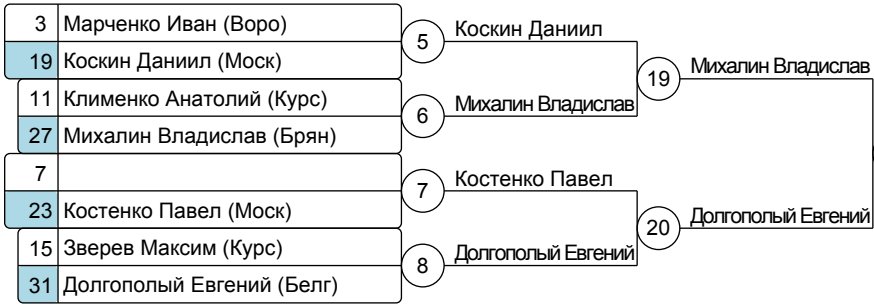 3 Марченко Иван (Воро)
19 Коскин Даниил (Моск)
5 Коскин Даниил
11 Клименко Анатолий (Курс)
27 Михалин Владислав (Брян)
6 Михалин Владислав
19 Михалин Владислав
7
23 Костенко Павел (Моск)
7 Костенко Павел
15 Зверев Максим (Курс)
31 Долгополый Евгений (Белг)
8 Долгополый Евгений
20 Долгополый Евгений